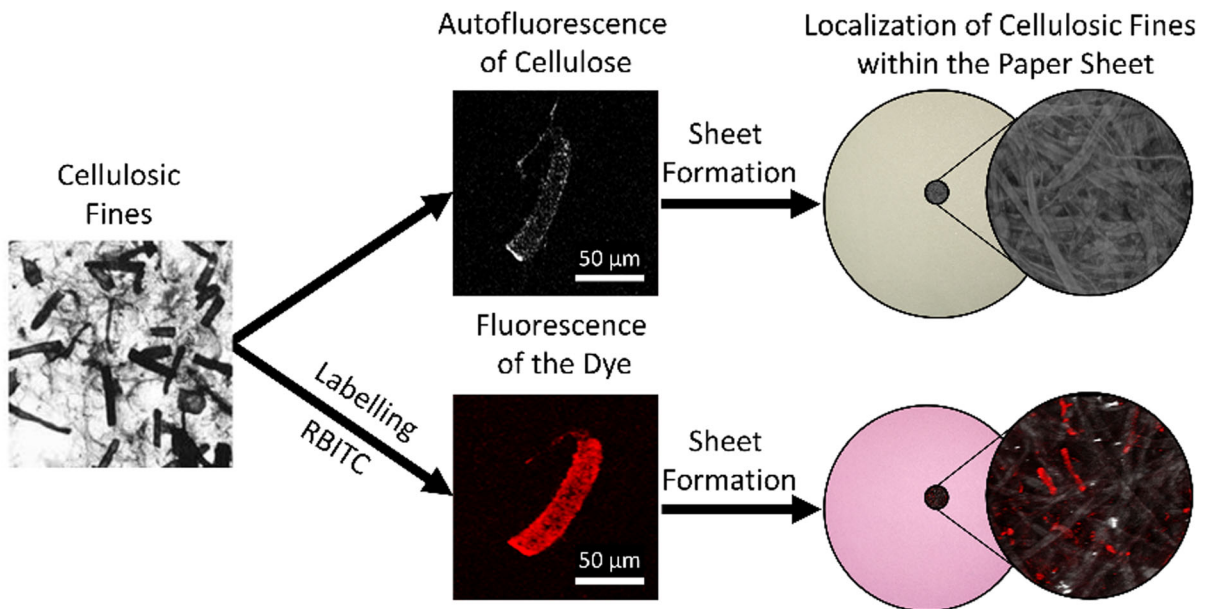 Cellulosic
Fines
Autofluorescence
of Cellulose
50 µm
Sheet
Formation
Localization of Cellulosic Fines
within the Paper Sheet
Labelling
RBITC
Fluorescence
of the Dye
50 µm
Sheet
Formation